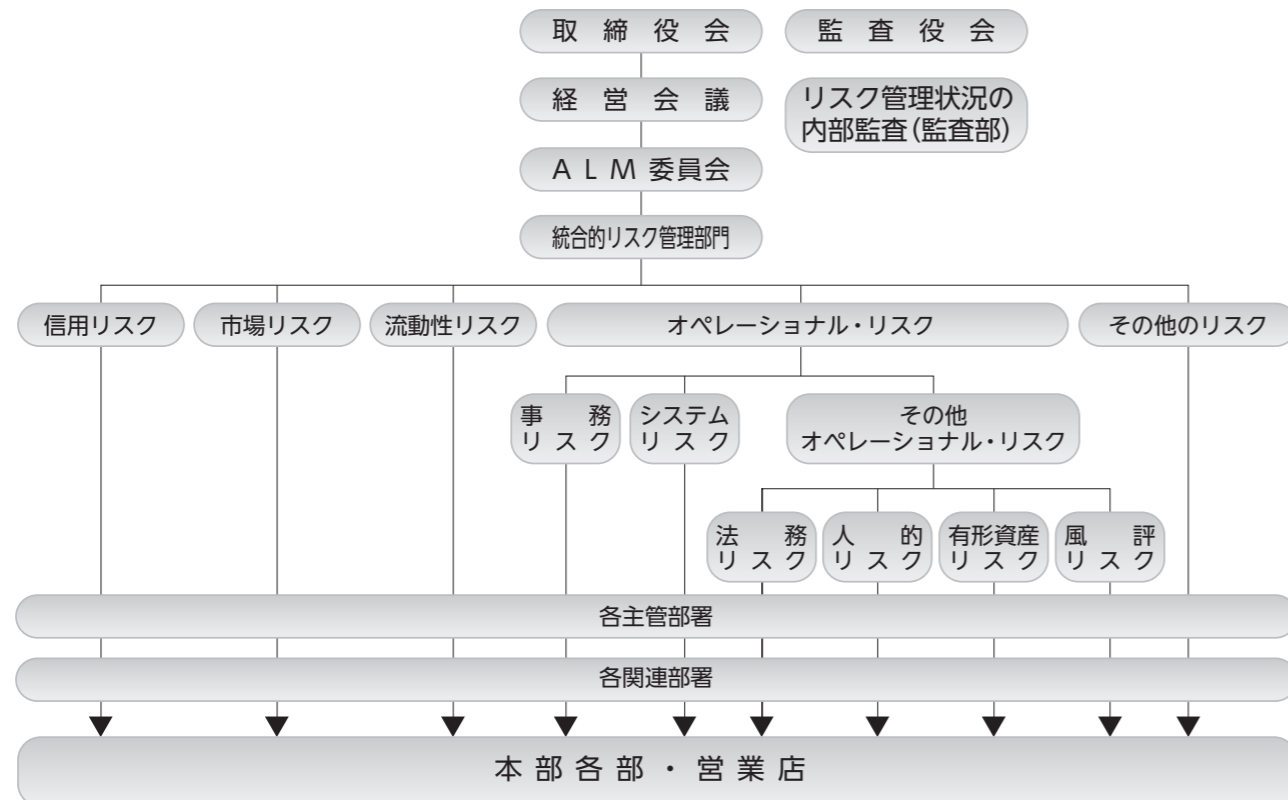 取締役会
監査役会
経営会議
リスク管理状況の
内部監査(監査部)
ALM委員会
統合的リスク管理部門
信用リスク
市場リスク
流動性リスク
オペレーショナル・リスク
その他のリスク
事務
リスク
システム
リスク
その他
オペレーショナル・リスク
法務
リスク
人的
リスク
有形資産
リスク
風評
リスク
各主管部署
各関連部署
本部各部・営業店